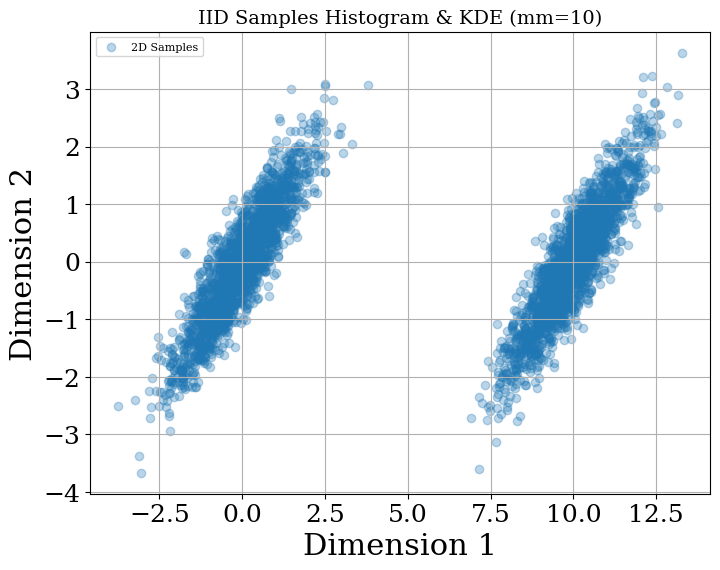 IID Samples Histogram & KDE (mm=10)
2D Samples
3
2
1
0
−1
−2
−3
−4
Dimension 2
−2.5 0.0 2.5 5.0 7.5 10.0 12.5
Dimension 1